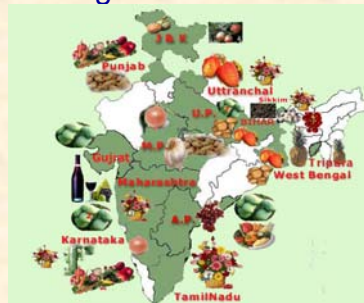 J & K
Punjab
Uttranchal
Sikkim
U.P.
BIHAR
M.P.
Tripura
Gujrat
West Bengal
Maharashtra
A.P.
Karnataka
TamilNadu